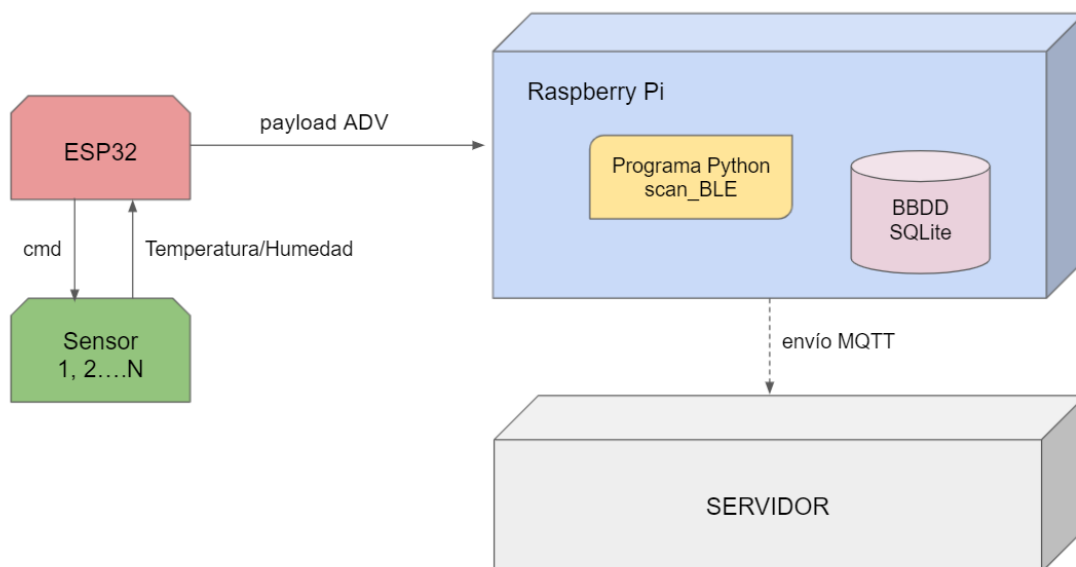 Raspberry Pi
payload ADV
ESP32
Programa Python
scan_BLE
BBDD
SQLite
cmd
Temperatura/Humedad
Sensor
1, 2....N
envío MQTT
SERVIDOR